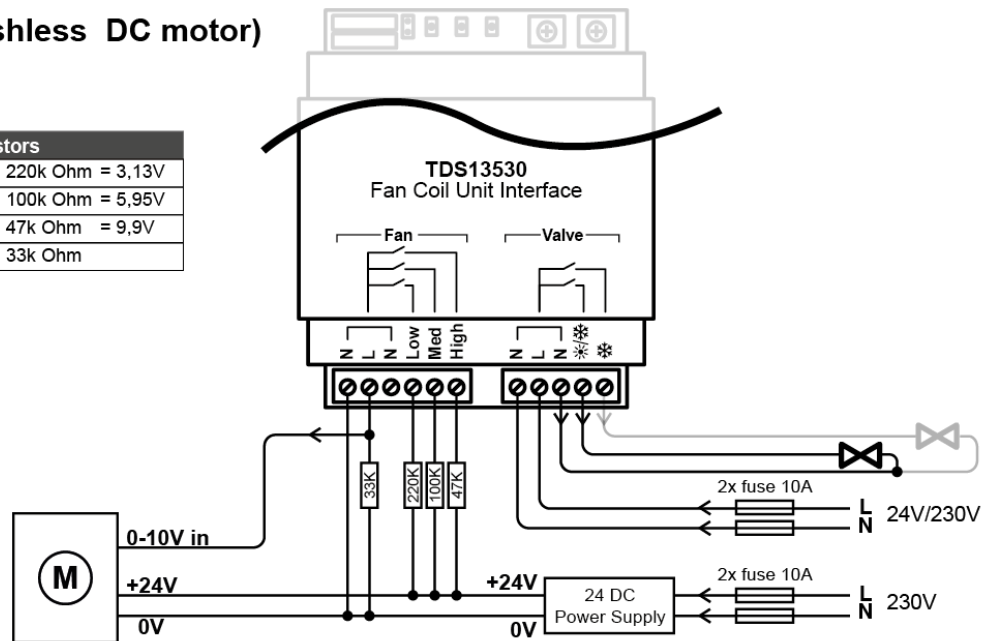 shless DC motor)
stors
220k Ohm = 3,13V
100k Ohm = 5,95V
47k Ohm = 9,9V
33k Ohm
TDS13530
Fan Coil Unit Interface
Fan Valve
N L N Low Med High N L N
33K 220K 100K 47K
2x fuse 10A
L
N
24V/230V
0-10V in
M
+24V
0V
+24V
0V
24 DC
Power Supply
2x fuse 10A
L
N
230V